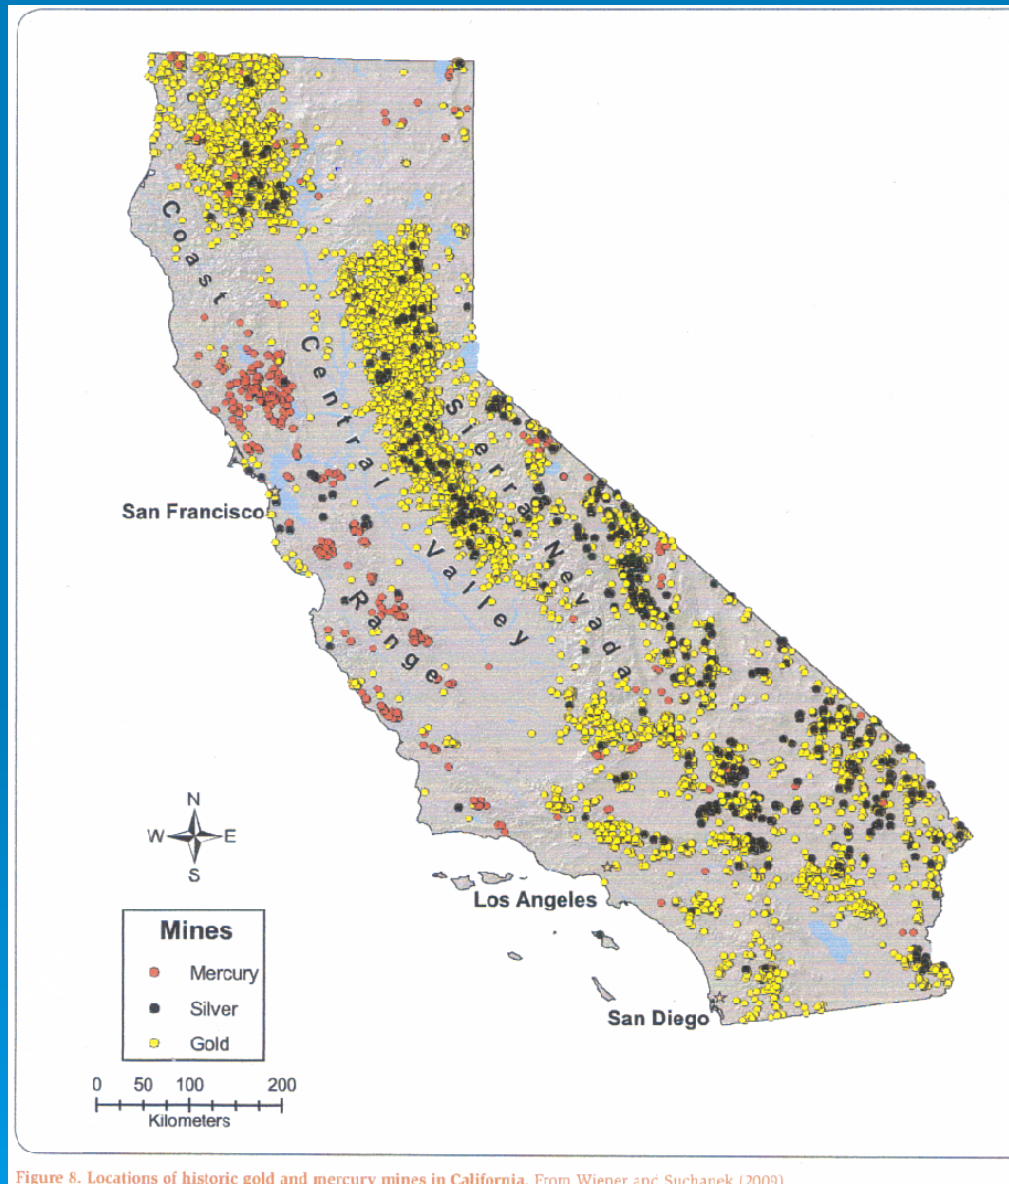 Coast
Central
Sierra
San Francisco
Nevada
Valley
Range
N
W E
S
Los Angeles
Mines
Mercury
Silver
San Diego
Gold
0 50 100 200
Kilometers
Figure 8. Locations of historic gold and mercury mines in California. From Wiener and Suchanek (2009)